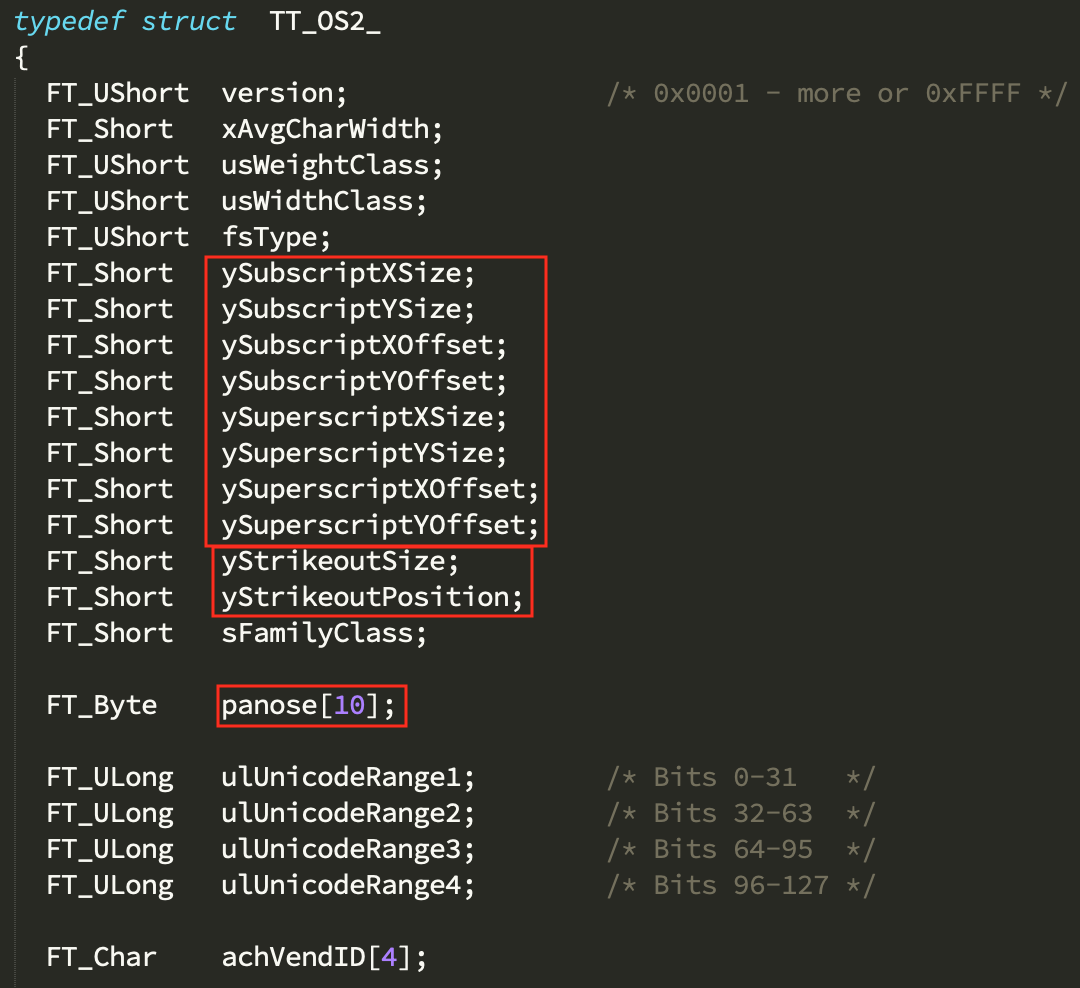 typedef struct  TT_OS2_
{
FT_UShort  version;                /* 0x0001 - more or 0xFFFF */
FT_Short   xAvgCharWidth;
FT_UShort  usWeightClass;
FT_UShort  usWidthClass;
FT_UShort  fsType;
FT_Short   ySubscriptXSize;
FT_Short   ySubscriptYSize;
FT_Short   ySubscriptXOffset;
FT_Short   ySubscriptYOffset;
FT_Short   ySuperscriptXSize;
FT_Short   ySuperscriptYSize;
FT_Short   ySuperscriptXOffset;
FT_Short   ySuperscriptYOffset;
FT_Short   yStrikeoutSize;
FT_Short   yStrikeoutPosition;
FT_Short   sFamilyClass;
FT_Byte    panose[10];
FT_ULong   ulUnicodeRange1;        /* Bits 0-31   */
FT_ULong   ulUnicodeRange2;        /* Bits 32-63  */
FT_ULong   ulUnicodeRange3;        /* Bits 64-95  */
FT_ULong   ulUnicodeRange4;        /* Bits 96-127 */
FT_Char    achVendID[4];